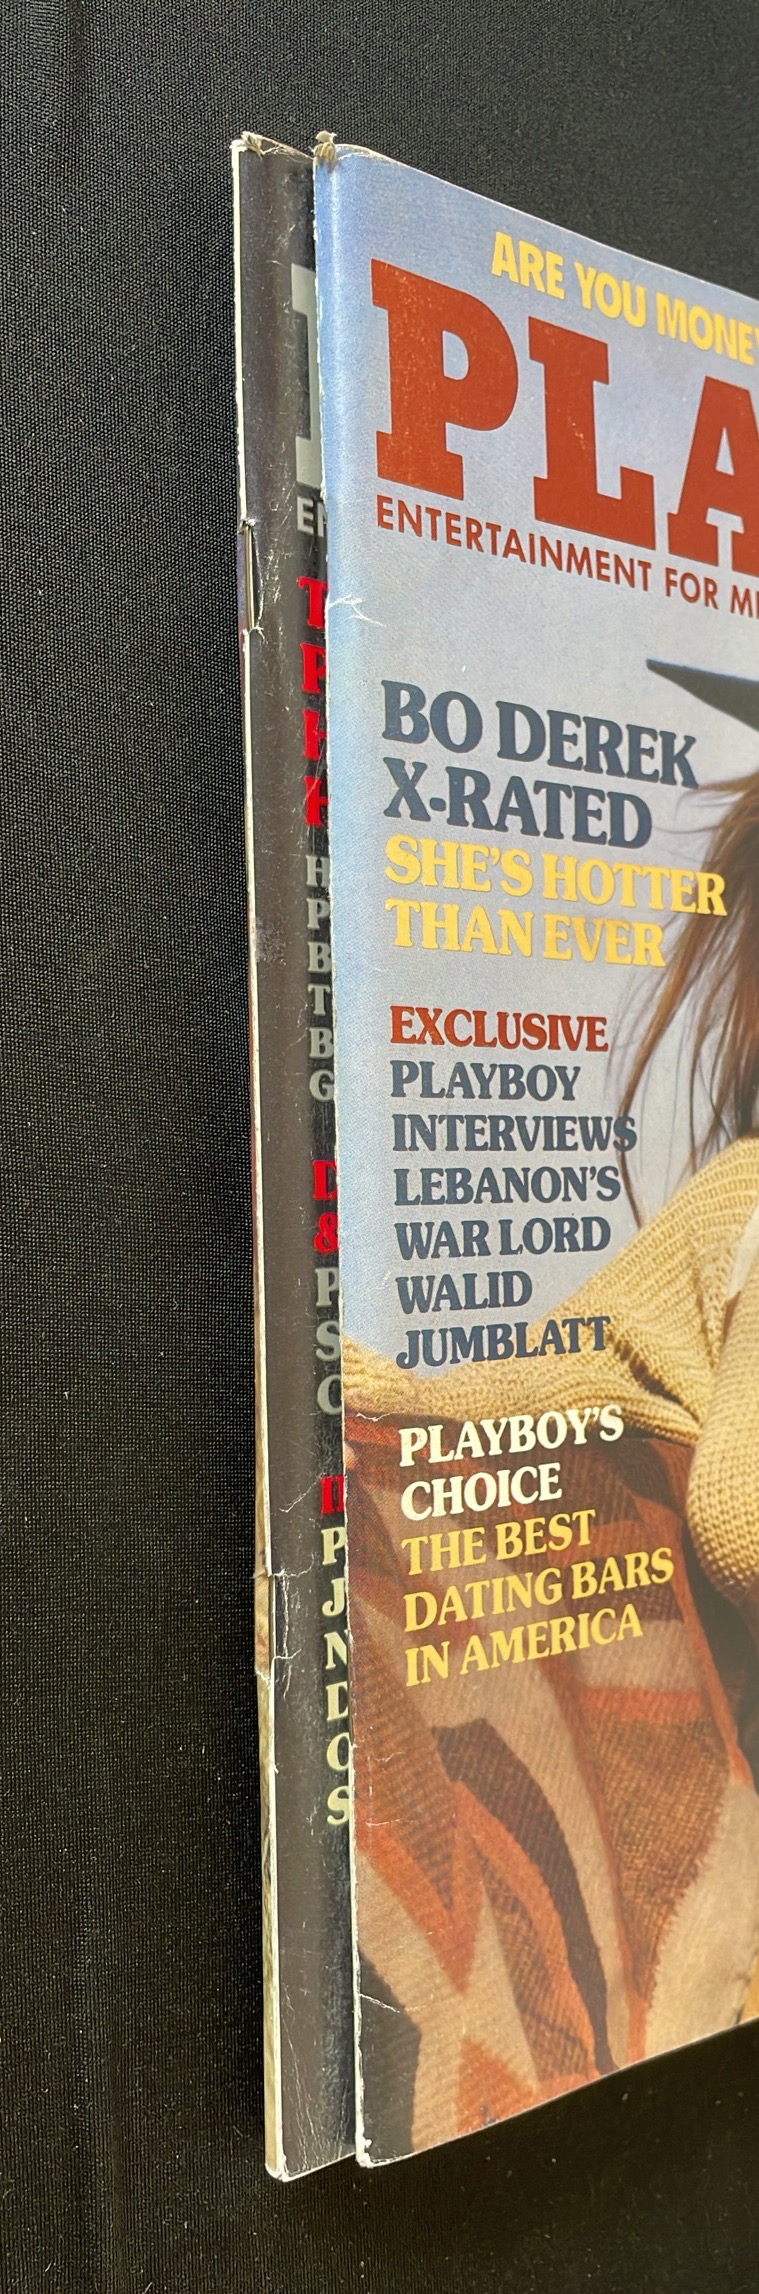 ARE YOU MONEY
PLA
ENTERTAINMENT FOR M
BO DEREK
X-RATED
SHE'S HOTTER
THAN EVER
EXCLUSIVE
PLAYBOY
INTERVIEWS
LEBANON'S
WAR LORD
WALID
JUMBLATT
PLAYBOY'S
CHOICE
THE BEST
DATING BARS
IN AMERICA